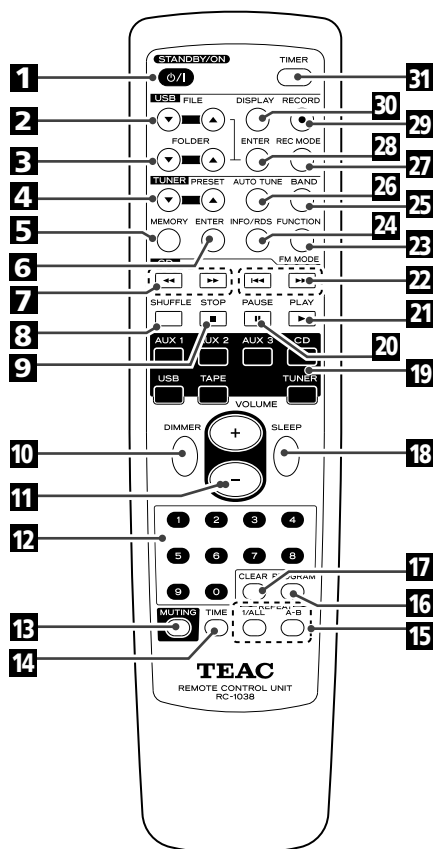 STANDBY/ON TIMER
1 ⏻/I 31
USB FILE DISPLAY RECORD 30
2 ▼ ▲ ● 29
FOLDER ENTER REC MODE 28
3 ▼ ▲ 27
TUNER PRESET AUTO TUNE BAND 26
4 ▼ ▲ 25
MEMORY ENTER INFO/RDS FUNCTION 24
5 23
6 CD FM MODE
7 ◀◀ ▶▶ |◀◀ ▶▶| 22
SHUFFLE STOP PAUSE PLAY
8 ■ ⏸ ▶ 21
9 20
AUX 1 AUX 2 AUX 3 CD
19
USB TAPE TUNER
VOLUME
DIMMER + SLEEP
10 18
11 −
1 2 3 4
12
5 6 7 8
17
9 0 CLEAR PROGRAM
16
REPEAT
MUTING TIME 1/ALL A-B
13 15
14
TEAC
REMOTE CONTROL UNIT
RC-1038